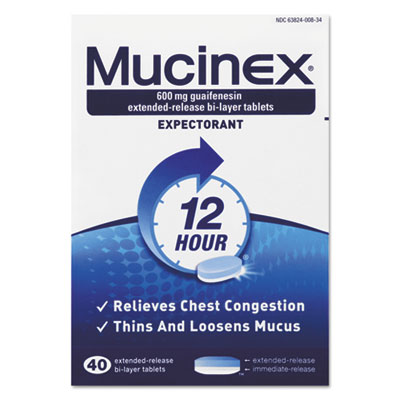 NDC 63824-008-34
Mucinex®
600 mg guaifenesin
extended-release bi-layer tablets
EXPECTORANT
12
HOUR
®
✓ Relieves Chest Congestion
✓ Thins And Loosens Mucus
40 extended-release
bi-layer tablets
← extended-release
← immediate-release
™